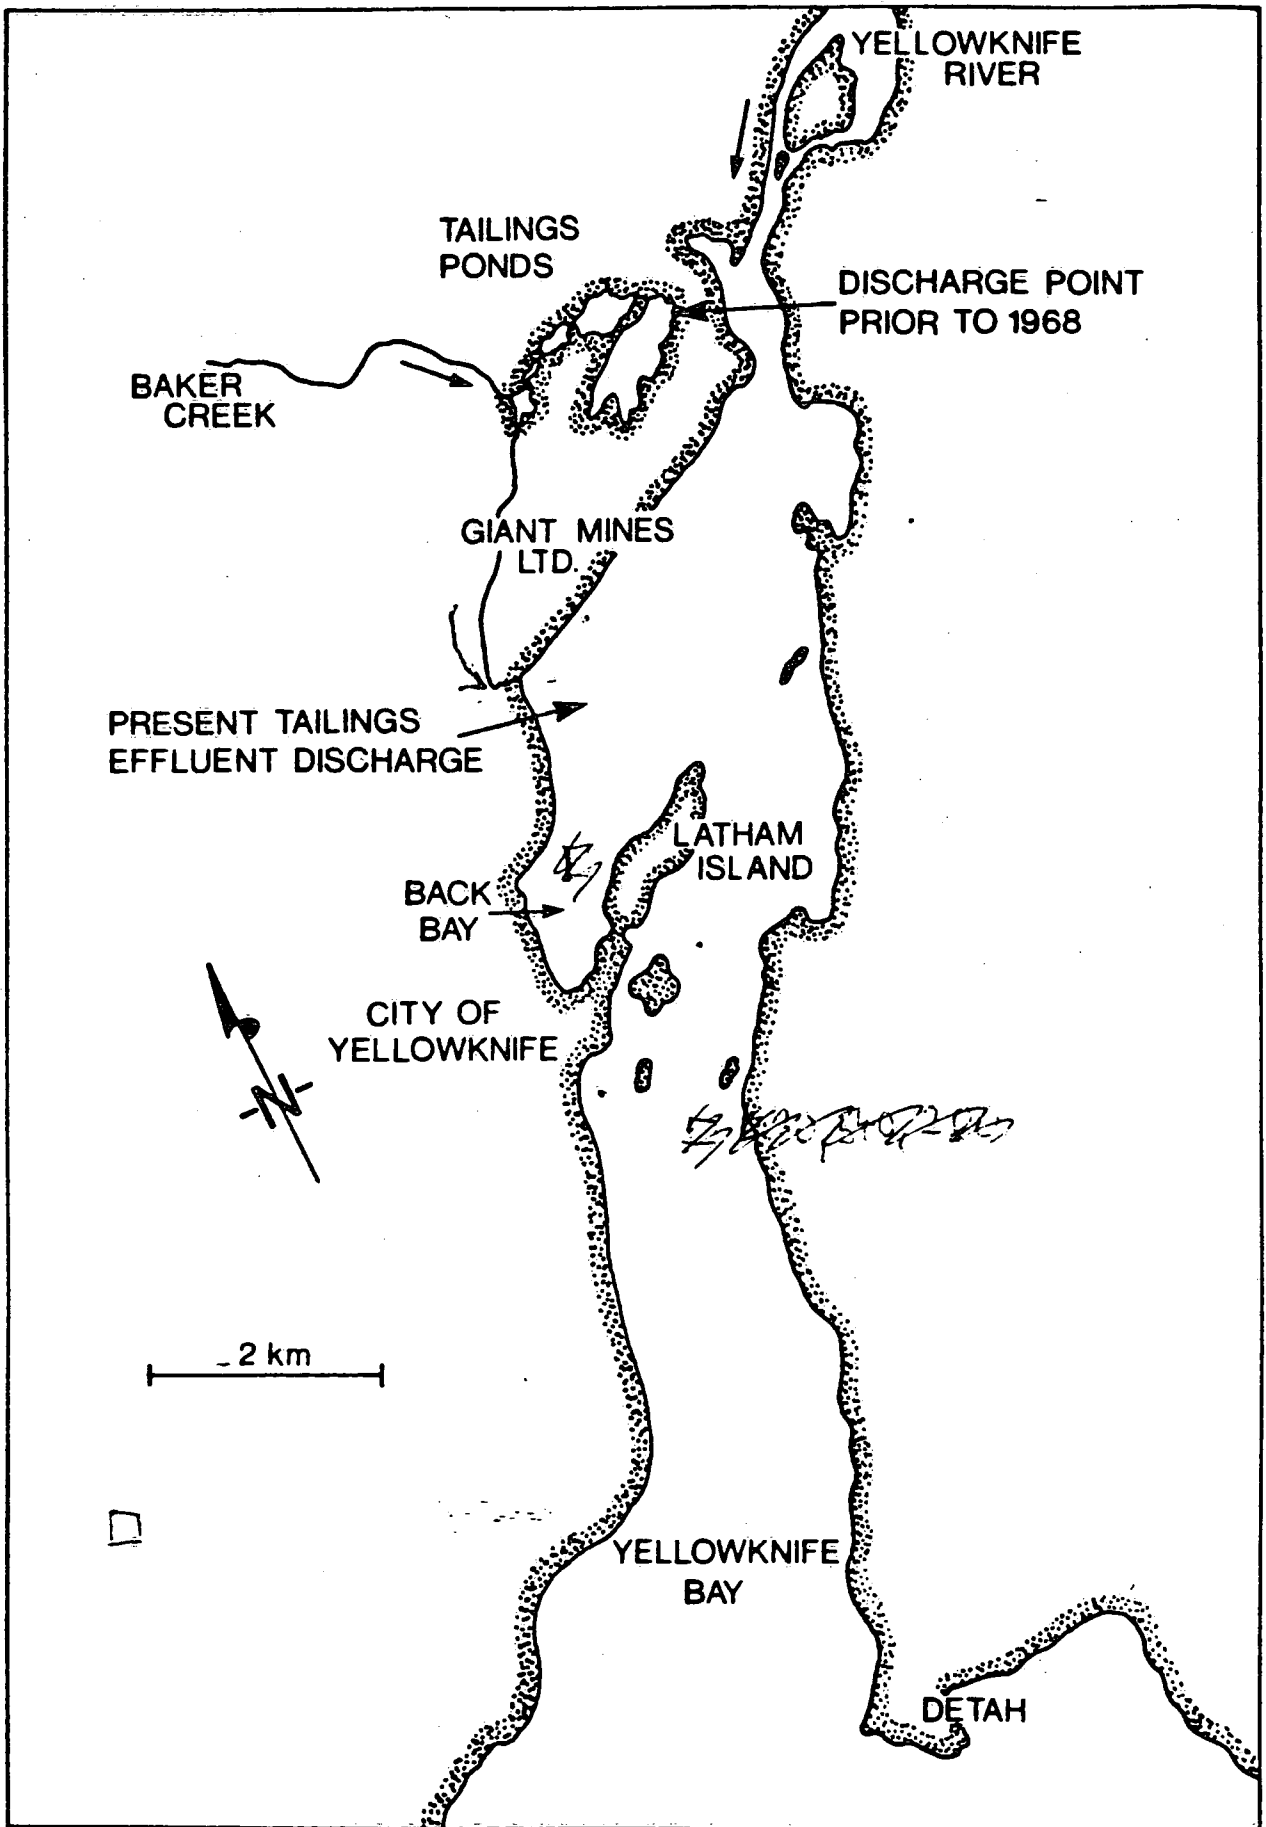 YELLOWKNIFE
RIVER
TAILINGS
PONDS
DISCHARGE POINT
PRIOR TO 1968
BAKER
CREEK
GIANT MINES
LTD.
PRESENT TAILINGS
EFFLUENT DISCHARGE
LATHAM
ISLAND
BACK
BAY
CITY OF
YELLOWKNIFE
N
2 km
YELLOWKNIFE
BAY
DETAH